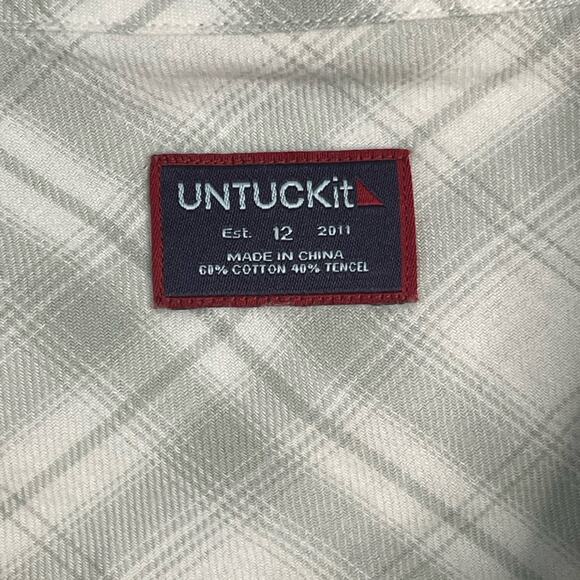 UNTUCKit
Est. 12 2011
MADE IN CHINA
60% COTTON 40% TENCEL